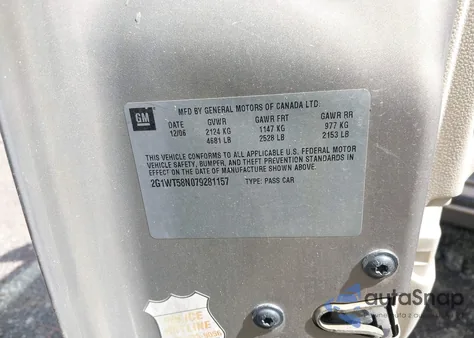 GM
MFD BY GENERAL MOTORS OF CANADA LTD
DATE GVWR GAWR FRT GAWR RR
12/06 2124 KG 1147 KG 977 KG
4681 LB 2528 LB 2153 LB
THIS VEHICLE CONFORMS TO ALL APPLICABLE U.S. FEDERAL MOTOR
VEHICLE SAFETY, BUMPER, AND THEFT PREVENTION STANDARDS IN
EFFECT ON THE DATE OF MANUFACTURE SHOWN ABOVE.
2G1WT58N079281157 TYPE: PASS CAR
autoSnap